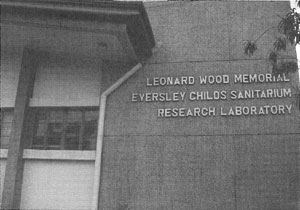 LEONARD WOOD MEMORIAL
EVERSLEY CHILDS SANITARIUM
RESEARCH LABORATORY